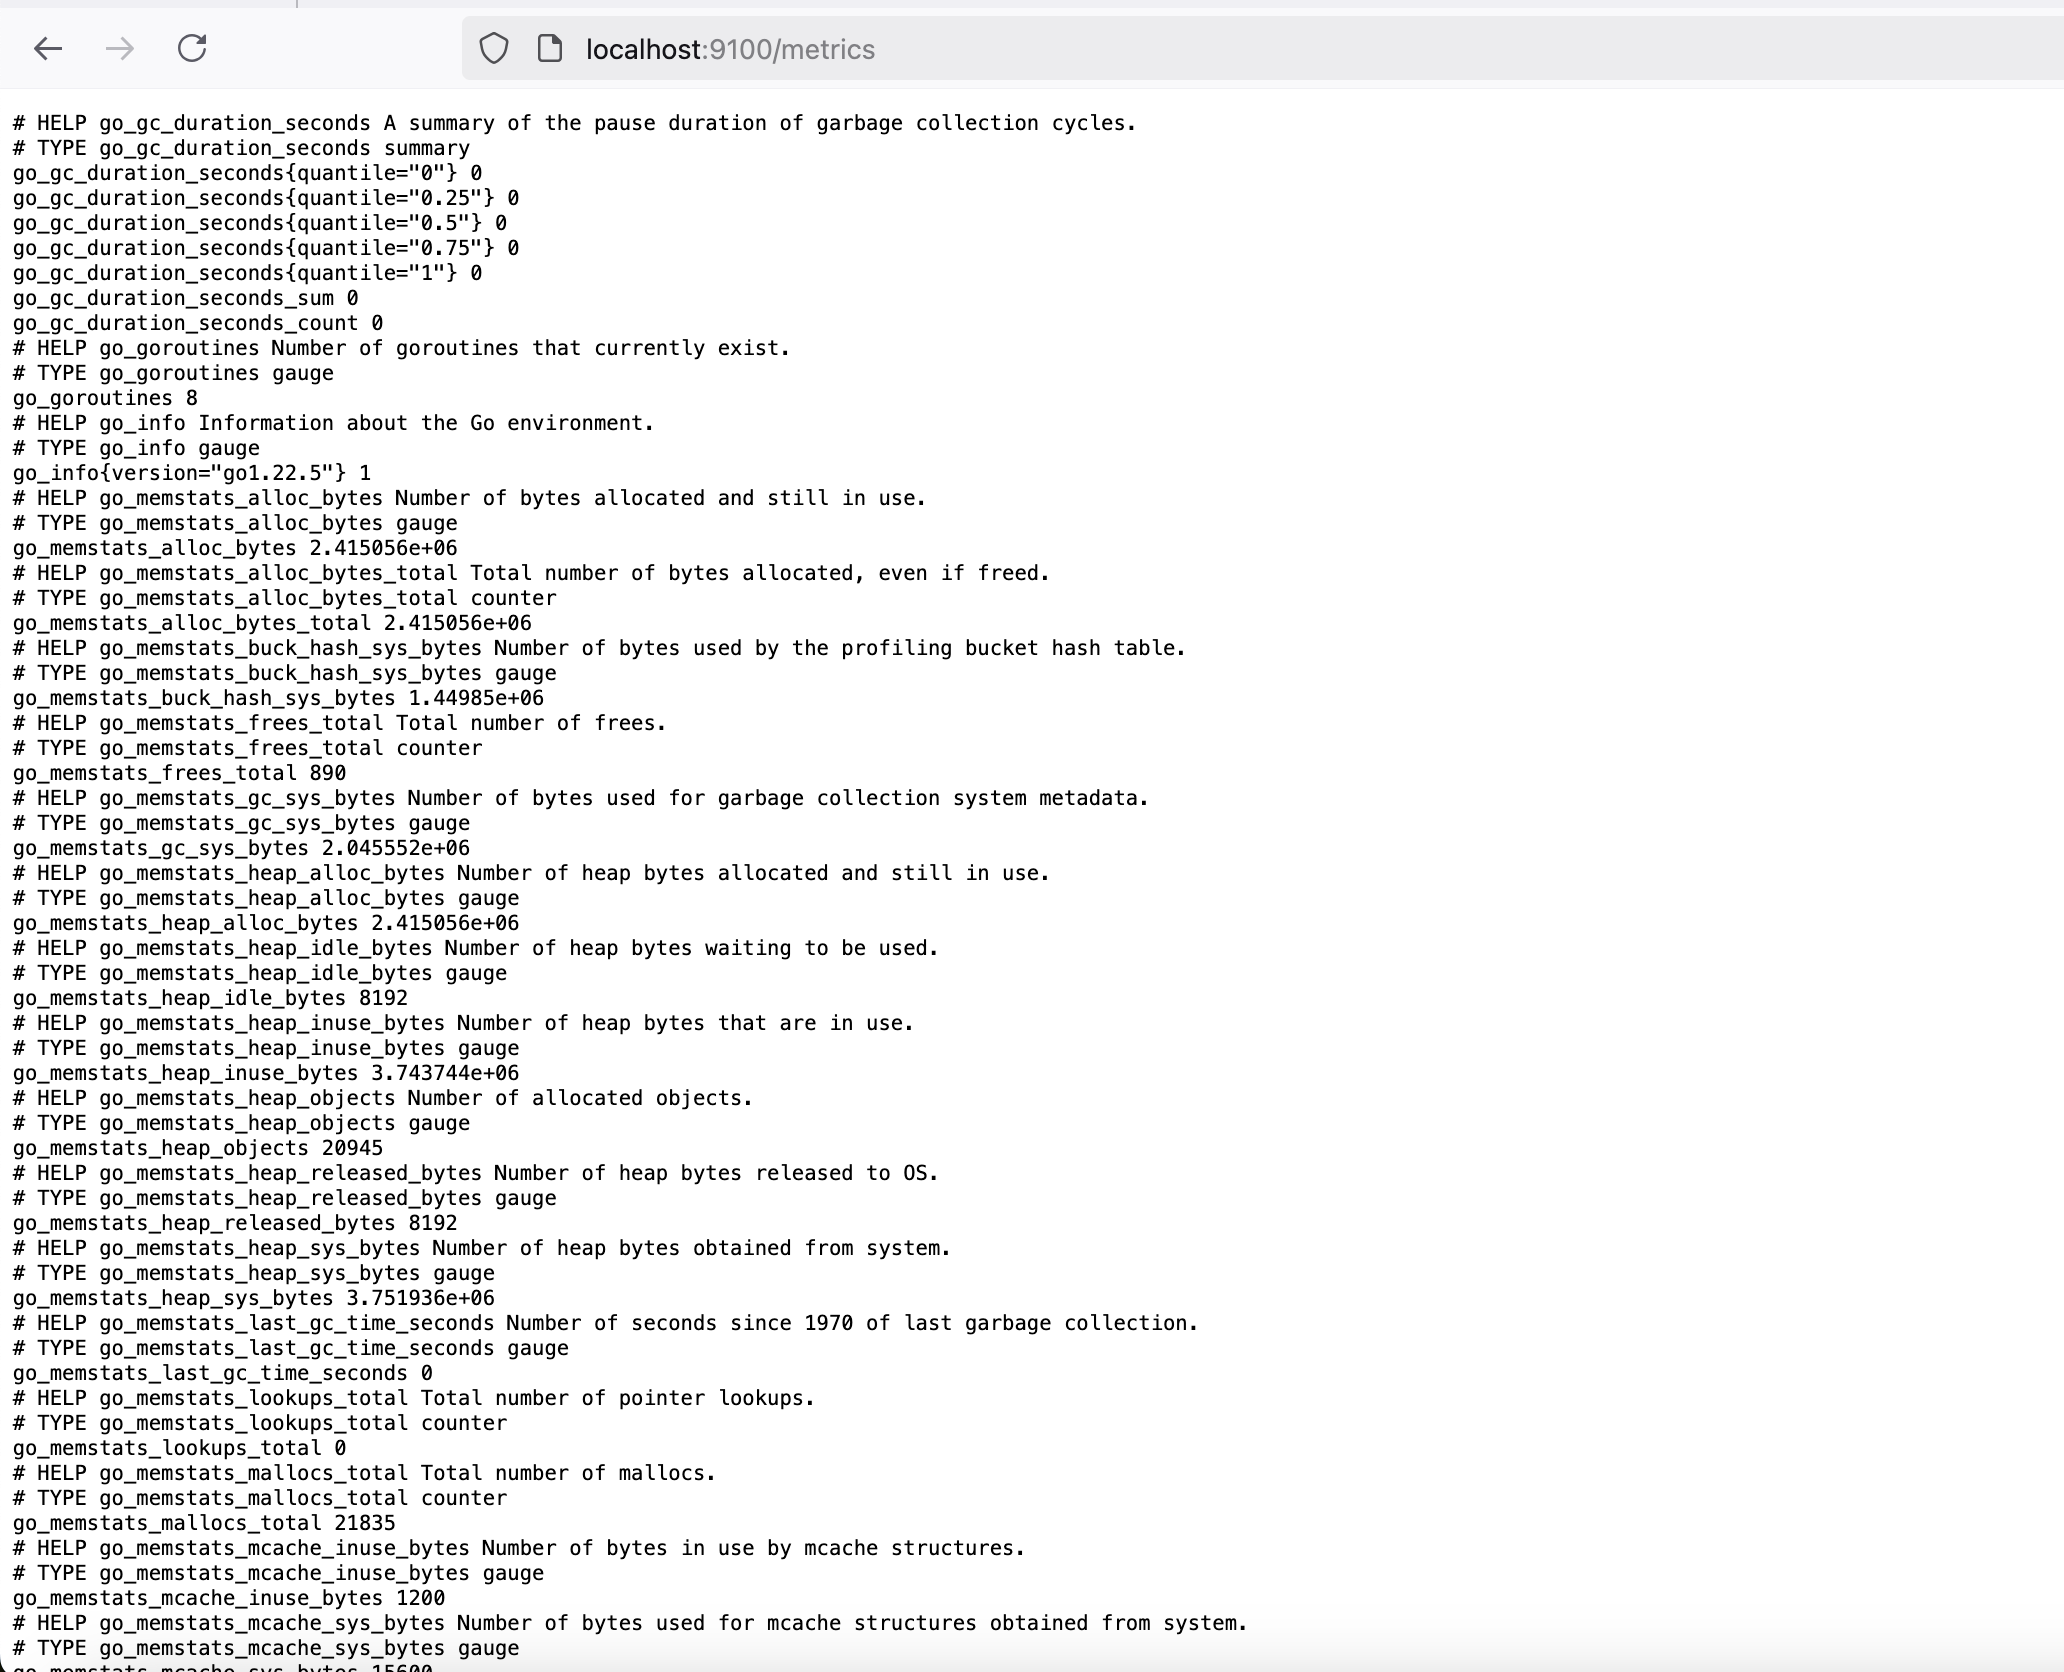 localhost:9100/metrics
# HELP go_gc_duration_seconds A summary of the pause duration of garbage collection cycles.
# TYPE go_gc_duration_seconds summary
go_gc_duration_seconds{quantile="0"} 0
go_gc_duration_seconds{quantile="0.25"} 0
go_gc_duration_seconds{quantile="0.5"} 0
go_gc_duration_seconds{quantile="0.75"} 0
go_gc_duration_seconds{quantile="1"} 0
go_gc_duration_seconds_sum 0
go_gc_duration_seconds_count 0
# HELP go_goroutines Number of goroutines that currently exist.
# TYPE go_goroutines gauge
go_goroutines 8
# HELP go_info Information about the Go environment.
# TYPE go_info gauge
go_info{version="go1.22.5"} 1
# HELP go_memstats_alloc_bytes Number of bytes allocated and still in use.
# TYPE go_memstats_alloc_bytes gauge
go_memstats_alloc_bytes 2.415056e+06
# HELP go_memstats_alloc_bytes_total Total number of bytes allocated, even if freed.
# TYPE go_memstats_alloc_bytes_total counter
go_memstats_alloc_bytes_total 2.415056e+06
# HELP go_memstats_buck_hash_sys_bytes Number of bytes used by the profiling bucket hash table.
# TYPE go_memstats_buck_hash_sys_bytes gauge
go_memstats_buck_hash_sys_bytes 1.44985e+06
# HELP go_memstats_frees_total Total number of frees.
# TYPE go_memstats_frees_total counter
go_memstats_frees_total 890
# HELP go_memstats_gc_sys_bytes Number of bytes used for garbage collection system metadata.
# TYPE go_memstats_gc_sys_bytes gauge
go_memstats_gc_sys_bytes 2.045552e+06
# HELP go_memstats_heap_alloc_bytes Number of heap bytes allocated and still in use.
# TYPE go_memstats_heap_alloc_bytes gauge
go_memstats_heap_alloc_bytes 2.415056e+06
# HELP go_memstats_heap_idle_bytes Number of heap bytes waiting to be used.
# TYPE go_memstats_heap_idle_bytes gauge
go_memstats_heap_idle_bytes 8192
# HELP go_memstats_heap_inuse_bytes Number of heap bytes that are in use.
# TYPE go_memstats_heap_inuse_bytes gauge
go_memstats_heap_inuse_bytes 3.743744e+06
# HELP go_memstats_heap_objects Number of allocated objects.
# TYPE go_memstats_heap_objects gauge
go_memstats_heap_objects 20945
# HELP go_memstats_heap_released_bytes Number of heap bytes released to OS.
# TYPE go_memstats_heap_released_bytes gauge
go_memstats_heap_released_bytes 8192
# HELP go_memstats_heap_sys_bytes Number of heap bytes obtained from system.
# TYPE go_memstats_heap_sys_bytes gauge
go_memstats_heap_sys_bytes 3.751936e+06
# HELP go_memstats_last_gc_time_seconds Number of seconds since 1970 of last garbage collection.
# TYPE go_memstats_last_gc_time_seconds gauge
go_memstats_last_gc_time_seconds 0
# HELP go_memstats_lookups_total Total number of pointer lookups.
# TYPE go_memstats_lookups_total counter
go_memstats_lookups_total 0
# HELP go_memstats_mallocs_total Total number of mallocs.
# TYPE go_memstats_mallocs_total counter
go_memstats_mallocs_total 21835
# HELP go_memstats_mcache_inuse_bytes Number of bytes in use by mcache structures.
# TYPE go_memstats_mcache_inuse_bytes gauge
go_memstats_mcache_inuse_bytes 1200
# HELP go_memstats_mcache_sys_bytes Number of bytes used for mcache structures obtained from system.
# TYPE go_memstats_mcache_sys_bytes gauge
go_memstats_mcache_sys_bytes 15600